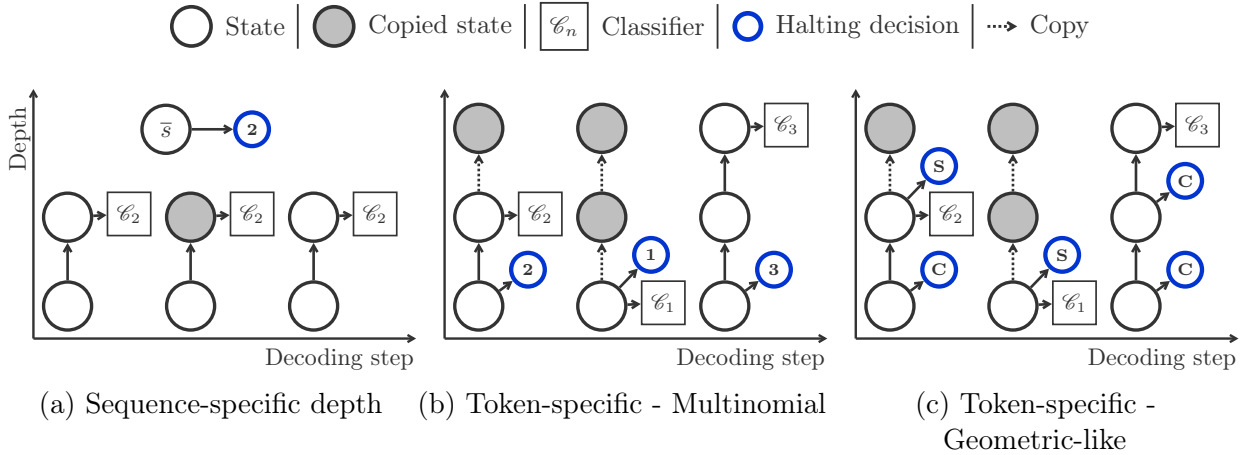 State | Copied state | 𝒞n Classifier | Halting decision | Copy
Depth
s̄ 2
𝒞2 𝒞2 𝒞2
Decoding step
(a) Sequence-specific depth
𝒞3
𝒞2
2 1 3
𝒞1
Decoding step
(b) Token-specific - Multinomial
𝒞3
S C
𝒞2
C S C
𝒞1
Decoding step
(c) Token-specific -
Geometric-like